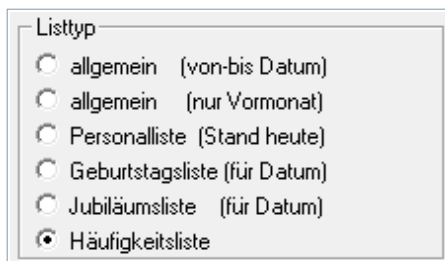 Listtyp
allgemein (von-bis Datum)
allgemein (nur Vormonat)
Personalliste (Stand heute)
Geburtstagsliste (für Datum)
Jubiläumsliste (für Datum)
Häufigkeitsliste